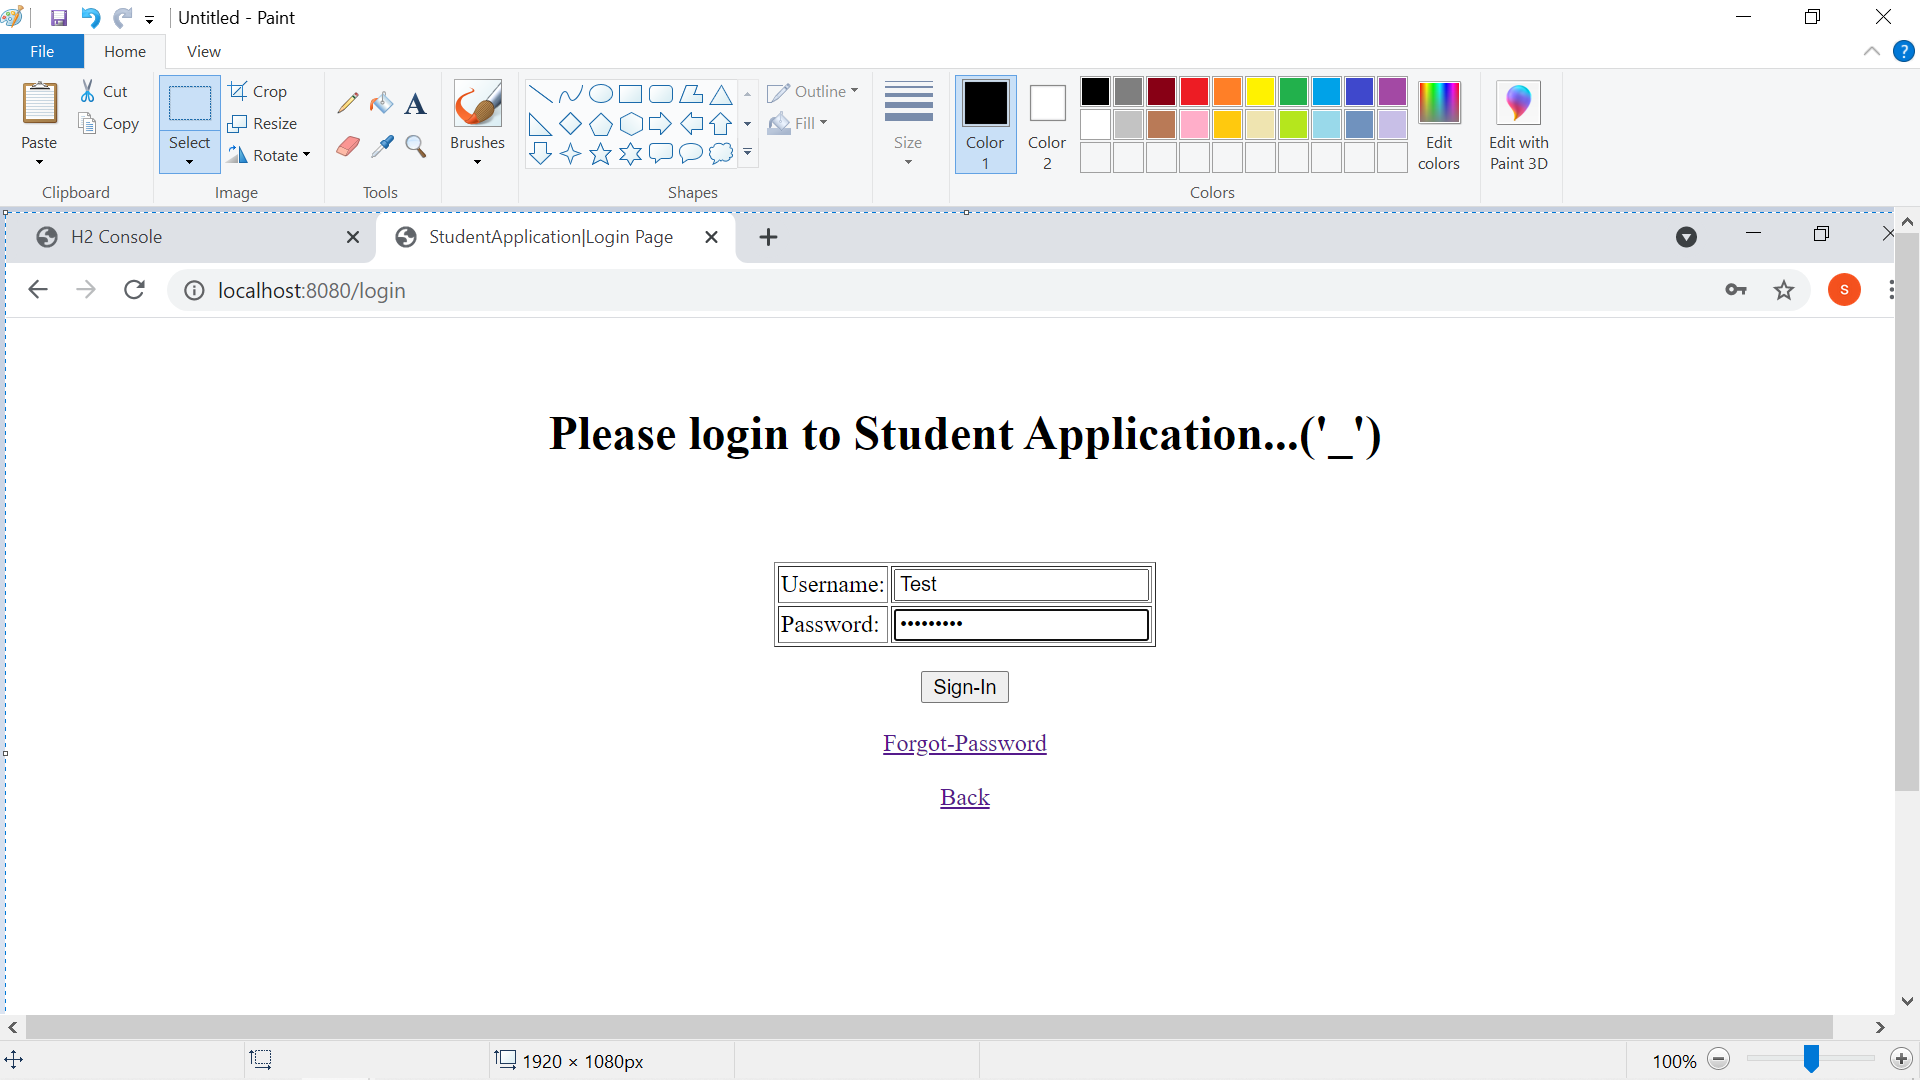 Untitled - Paint
File Home View
Paste
Cut
Copy
Clipboard
Select
Crop
Resize
Rotate
Image
A
Tools
Brushes
Shapes
Outline
Fill
Size
Color 1
Color 2
Colors
Edit colors
Edit with Paint 3D
?
H2 Console
StudentApplication|Login Page
localhost:8080/login
S
Please login to Student Application...('_')
Username: Test
Password: •••••••••
Sign-In
Forgot-Password
Back
1920 × 1080px
100%